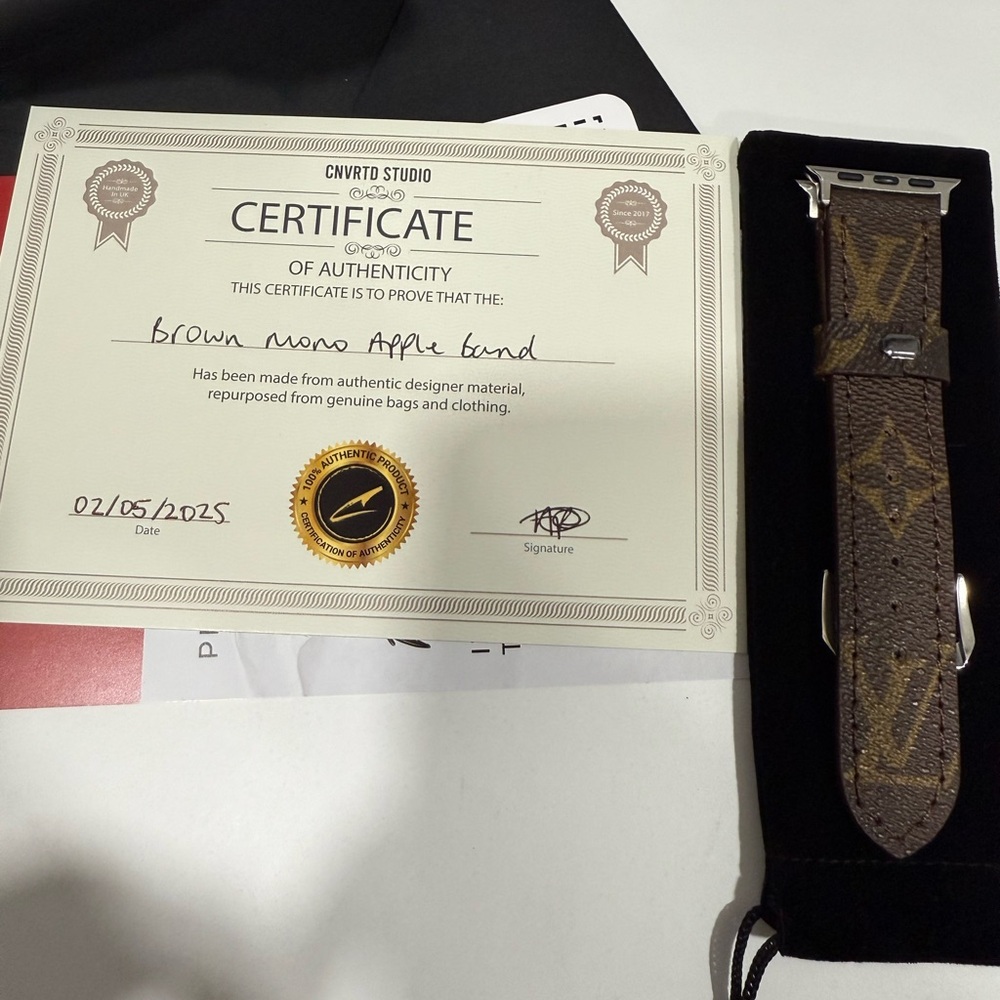 CNVRTD STUDIO
Handmade
In UK
Since 2017
CERTIFICATE
OF AUTHENTICITY
THIS CERTIFICATE IS TO PROVE THAT THE:
Brown mono Apple band
Has been made from authentic designer material,
repurposed from genuine bags and clothing.
100% AUTHENTIC PRODUCT
CERTIFICATION OF AUTHENTICITY
02/05/2025
Date
Signature
LV
LV